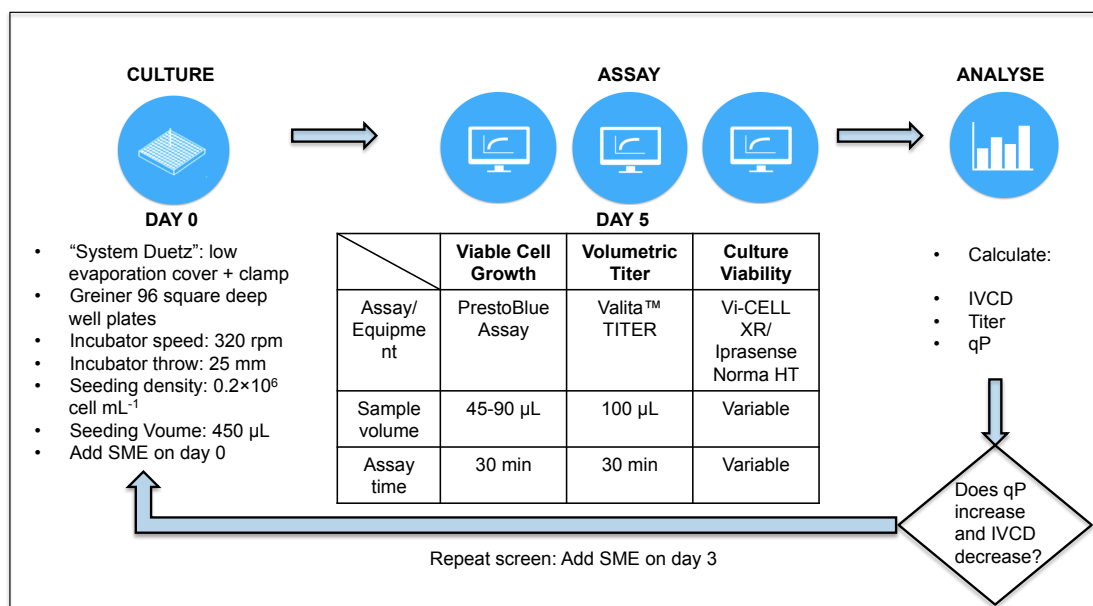 CULTURE
DAY 0
• "System Duetz": low
evaporation cover + clamp
• Greiner 96 square deep
well plates
• Incubator speed: 320 rpm
• Incubator throw: 25 mm
• Seeding density: 0.2×10⁶
cell mL⁻¹
• Seeding Voume: 450 µL
• Add SME on day 0
ASSAY
DAY 5
Viable Cell
Growth
Volumetric
Titer
Culture
Viability
Assay/
Equipme
nt
PrestoBlue
Assay
Valita™
TITER
Vi-CELL
XR/
Iprasense
Norma HT
Sample
volume
45-90 µL
100 µL
Variable
Assay
time
30 min
30 min
Variable
ANALYSE
• Calculate:
• IVCD
• Titer
• qP
Does qP
increase
and IVCD
decrease?
Repeat screen: Add SME on day 3